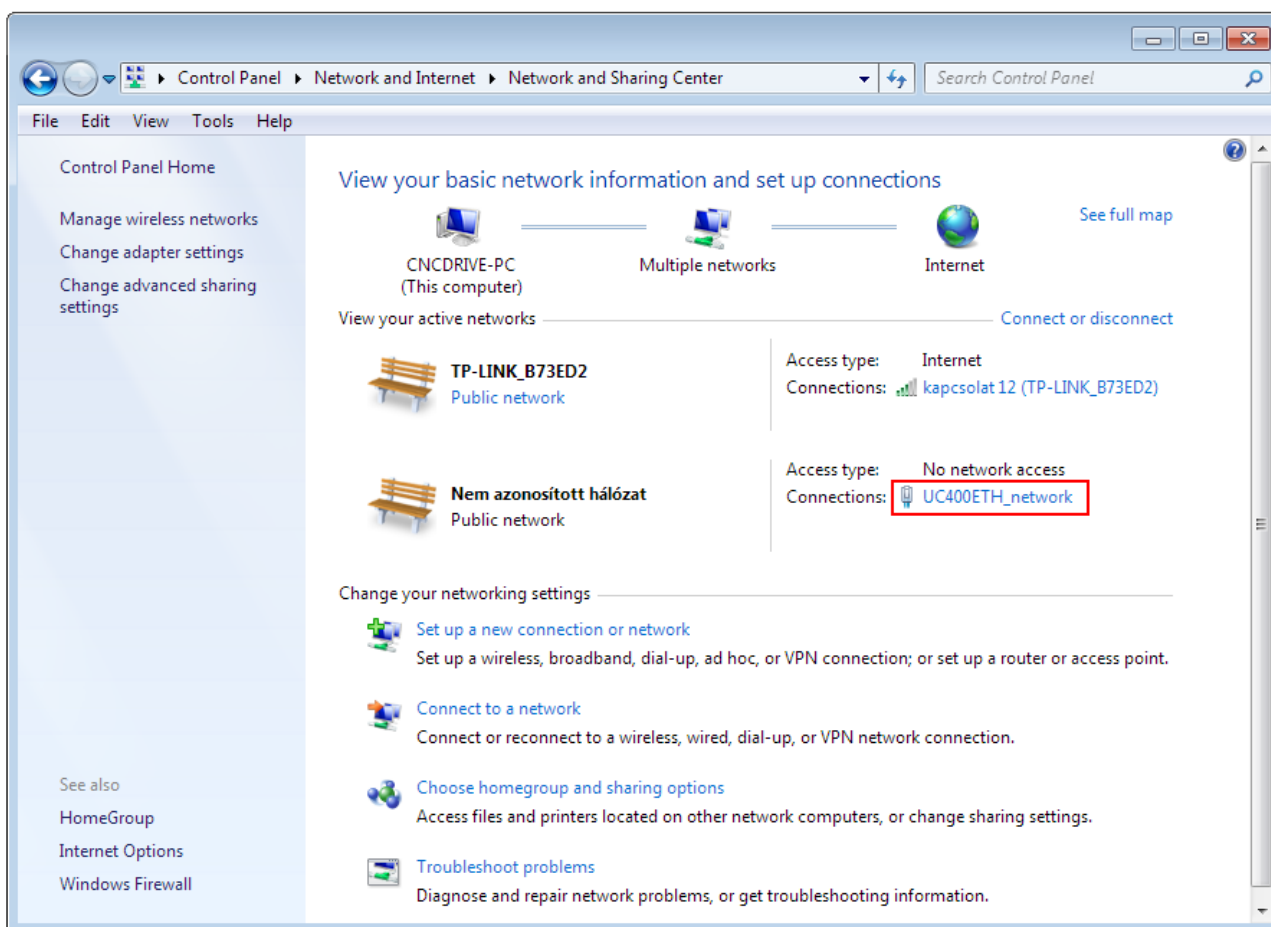 Control Panel ▸ Network and Internet ▸ Network and Sharing Center
Search Control Panel
File Edit View Tools Help
Control Panel Home
Manage wireless networks
Change adapter settings
Change advanced sharing
settings
See also
HomeGroup
Internet Options
Windows Firewall
View your basic network information and set up connections
See full map
CNCDRIVE-PC
(This computer)
Multiple networks
Internet
View your active networks
Connect or disconnect
TP-LINK_B73ED2
Public network
Access type: Internet
Connections: kapcsolat 12 (TP-LINK_B73ED2)
Nem azonosított hálózat
Public network
Access type: No network access
Connections: UC400ETH_network
Change your networking settings
Set up a new connection or network
Set up a wireless, broadband, dial-up, ad hoc, or VPN connection; or set up a router or access point.
Connect to a network
Connect or reconnect to a wireless, wired, dial-up, or VPN network connection.
Choose homegroup and sharing options
Access files and printers located on other network computers, or change sharing settings.
Troubleshoot problems
Diagnose and repair network problems, or get troubleshooting information.